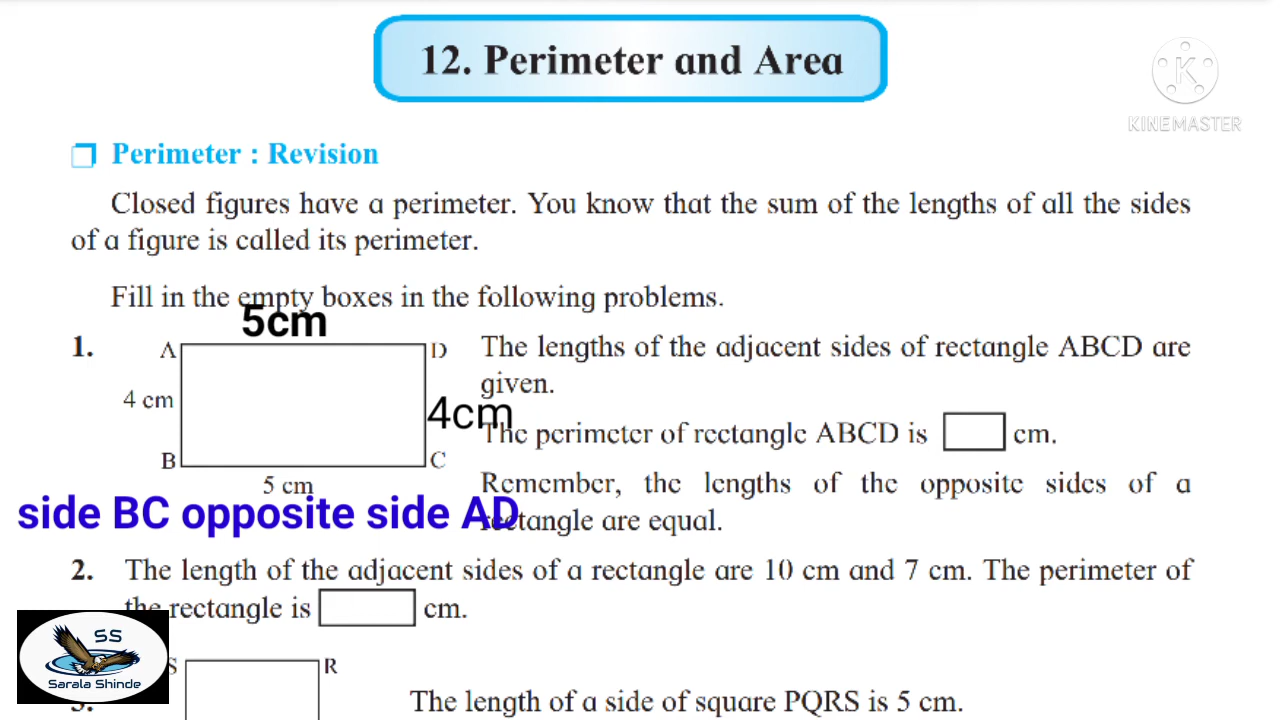 12. Perimeter and Area
KINEMASTER
Perimeter : Revision
Closed figures have a perimeter. You know that the sum of the lengths of all the sides
of a figure is called its perimeter.
Fill in the empty boxes in the following problems.
5cm
1.
A
D
4 cm
4cm
B
C
5 cm
The lengths of the adjacent sides of rectangle ABCD are
given.
The perimeter of rectangle ABCD is cm.
Remember, the lengths of the opposite sides of a
rectangle are equal.
side BC opposite side AD
2. The length of the adjacent sides of a rectangle are 10 cm and 7 cm. The perimeter of
the rectangle is cm.
SS
Sarala Shinde
S
R
3.
The length of a side of square PQRS is 5 cm.